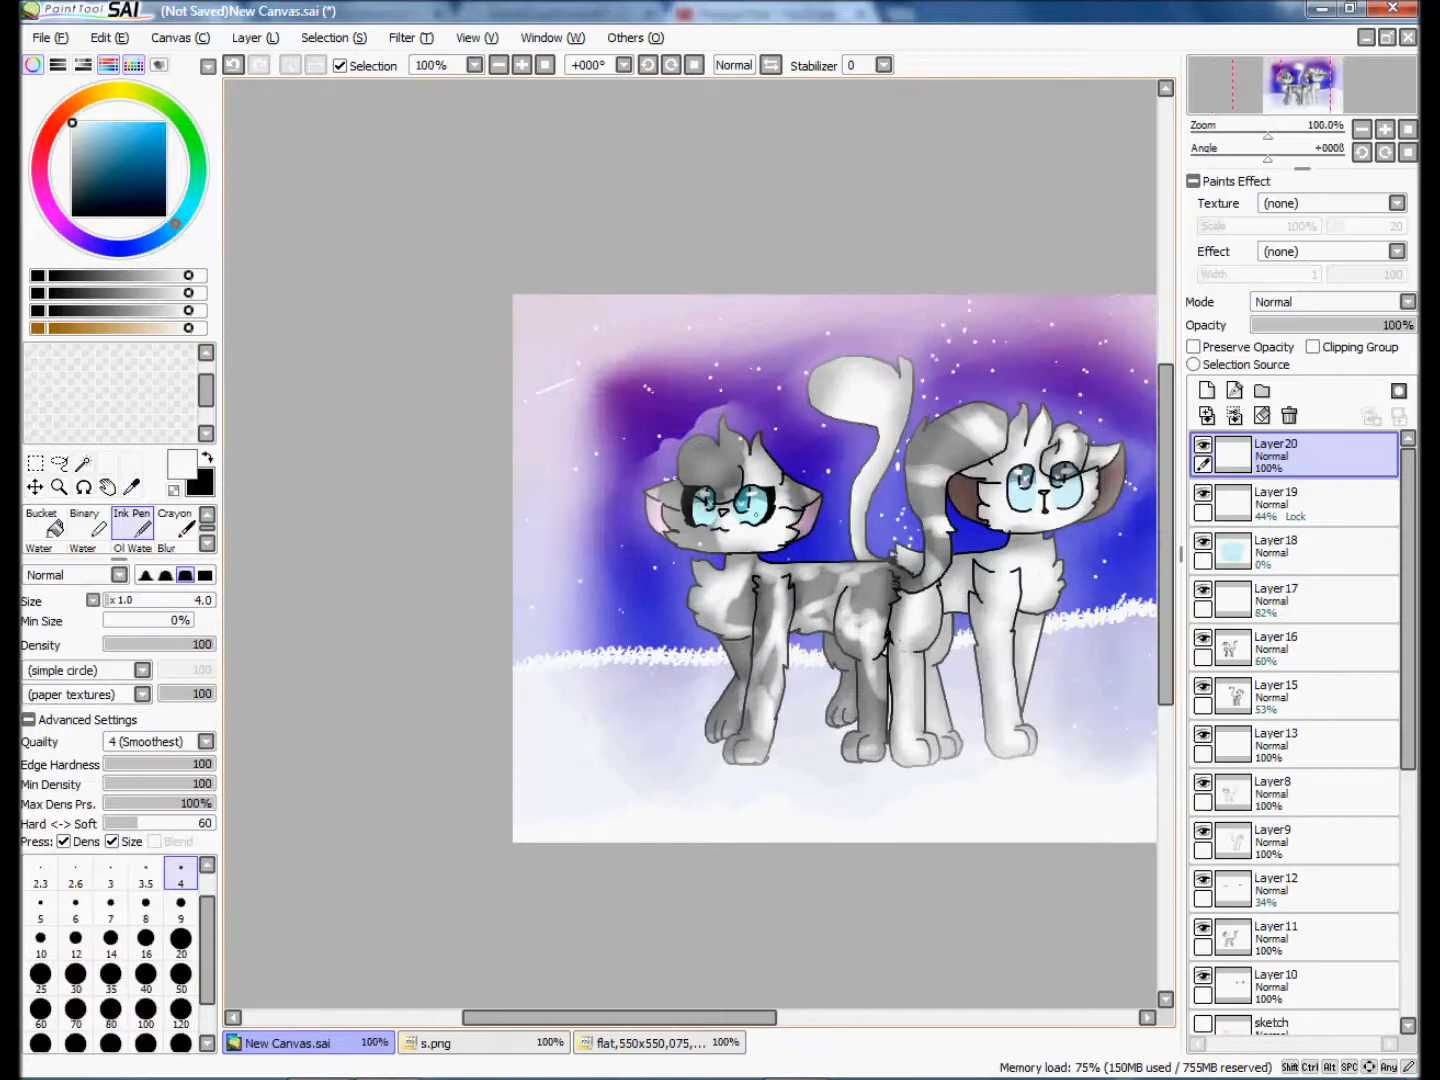 PaintTool SAI (Not Saved)New Canvas.sai (*)
File (F) Edit (E) Canvas (C) Layer (L) Selection (S) Filter (T) View (V) Window (W) Others (O)
Selection 100% +000° Normal Stabilizer 0
Zoom 100.0%
Angle
Paints Effect
Texture (none)
Scale 100% 20
Effect (none)
Width 1 100
Mode Normal
Opacity 100%
Preserve Opacity Clipping Group
Selection Source
Bucket Binary Ink Pen Crayon
Water Water Oil Wate Blur
Normal
Size x 1.0 4.0
Min Size 0%
Density 100
(simple circle) 100
(paper textures) 100
Advanced Settings
Quailty 4 (Smoothest)
Edge Hardness 100
Min Density 100
Max Dens Prs. 100%
Hard <-> Soft 60
Press: Dens Size Blend
2.3 2.6 3 3.5 4
5 6 7 8 9
10 12 14 16 20
25 30 35 40 50
60 70 80 100 120
Layer20
Normal
100%
Layer19
Normal
44% Lock
Layer18
Normal
0%
Layer17
Normal
82%
Layer16
Normal
60%
Layer15
Normal
53%
Layer13
Normal
100%
Layer8
Normal
100%
Layer9
Normal
100%
Layer12
Normal
34%
Layer11
Normal
100%
Layer10
Normal
100%
sketch
New Canvas.sai 100% s.png 100% flat,550x550,075,... 100%
Memory load: 75% (150MB used / 755MB reserved) Shift Ctrl Alt SPC Any